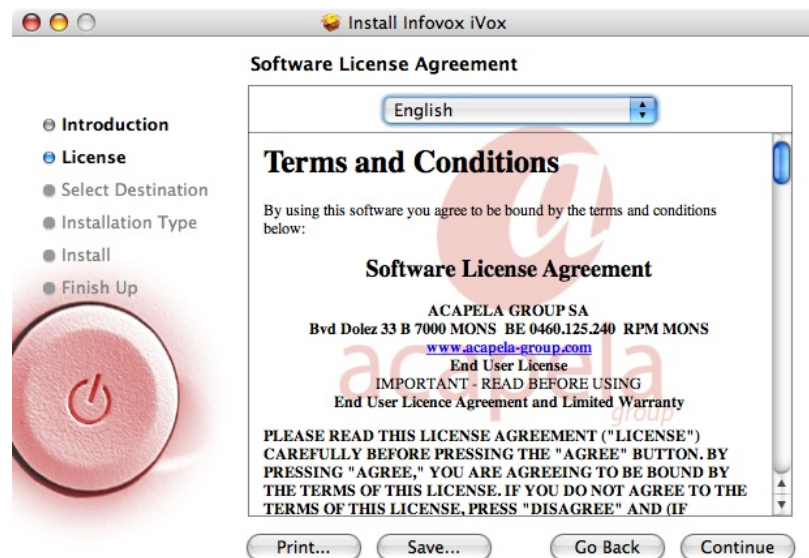 Install Infovox iVox
Software License Agreement
Introduction
License
Select Destination
Installation Type
Install
Finish Up
English
Terms and Conditions
By using this software you agree to be bound by the terms and conditions
below:
Software License Agreement
ACAPELA GROUP SA
Bvd Dolez 33 B 7000 MONS BE 0460.125.240 RPM MONS
www.acapela-group.com
End User License
IMPORTANT - READ BEFORE USING
End User Licence Agreement and Limited Warranty
PLEASE READ THIS LICENSE AGREEMENT ("LICENSE")
CAREFULLY BEFORE PRESSING THE "AGREE" BUTTON. BY
PRESSING "AGREE," YOU ARE AGREEING TO BE BOUND BY
THE TERMS OF THIS LICENSE. IF YOU DO NOT AGREE TO THE
TERMS OF THIS LICENSE, PRESS "DISAGREE" AND (IF
acapela
group
Print... Save... Go Back Continue